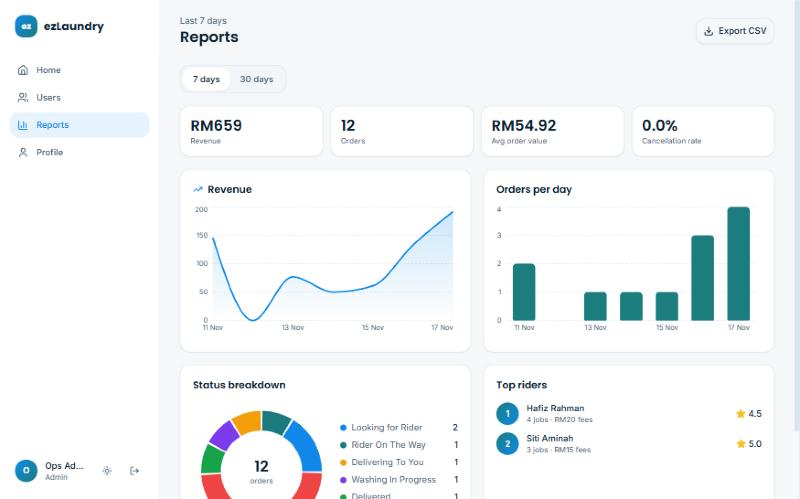 ez ezLaundry
Home
Users
Reports
Profile
Last 7 days
Reports
Export CSV
7 days 30 days
RM659
Revenue
12
Orders
RM54.92
Avg order value
0.0%
Cancellation rate
Revenue
200
150
100
50
0
11 Nov 13 Nov 15 Nov 17 Nov
Orders per day
4
3
2
1
0
11 Nov 13 Nov 15 Nov 17 Nov
Status breakdown
12
orders
Looking for Rider 2
Rider On The Way 1
Delivering To You 1
Washing In Progress 1
Delivered 1
Top riders
1 Hafiz Rahman
4 jobs · RM20 fees
4.5
2 Siti Aminah
3 jobs · RM15 fees
5.0
O Ops Ad...
Admin